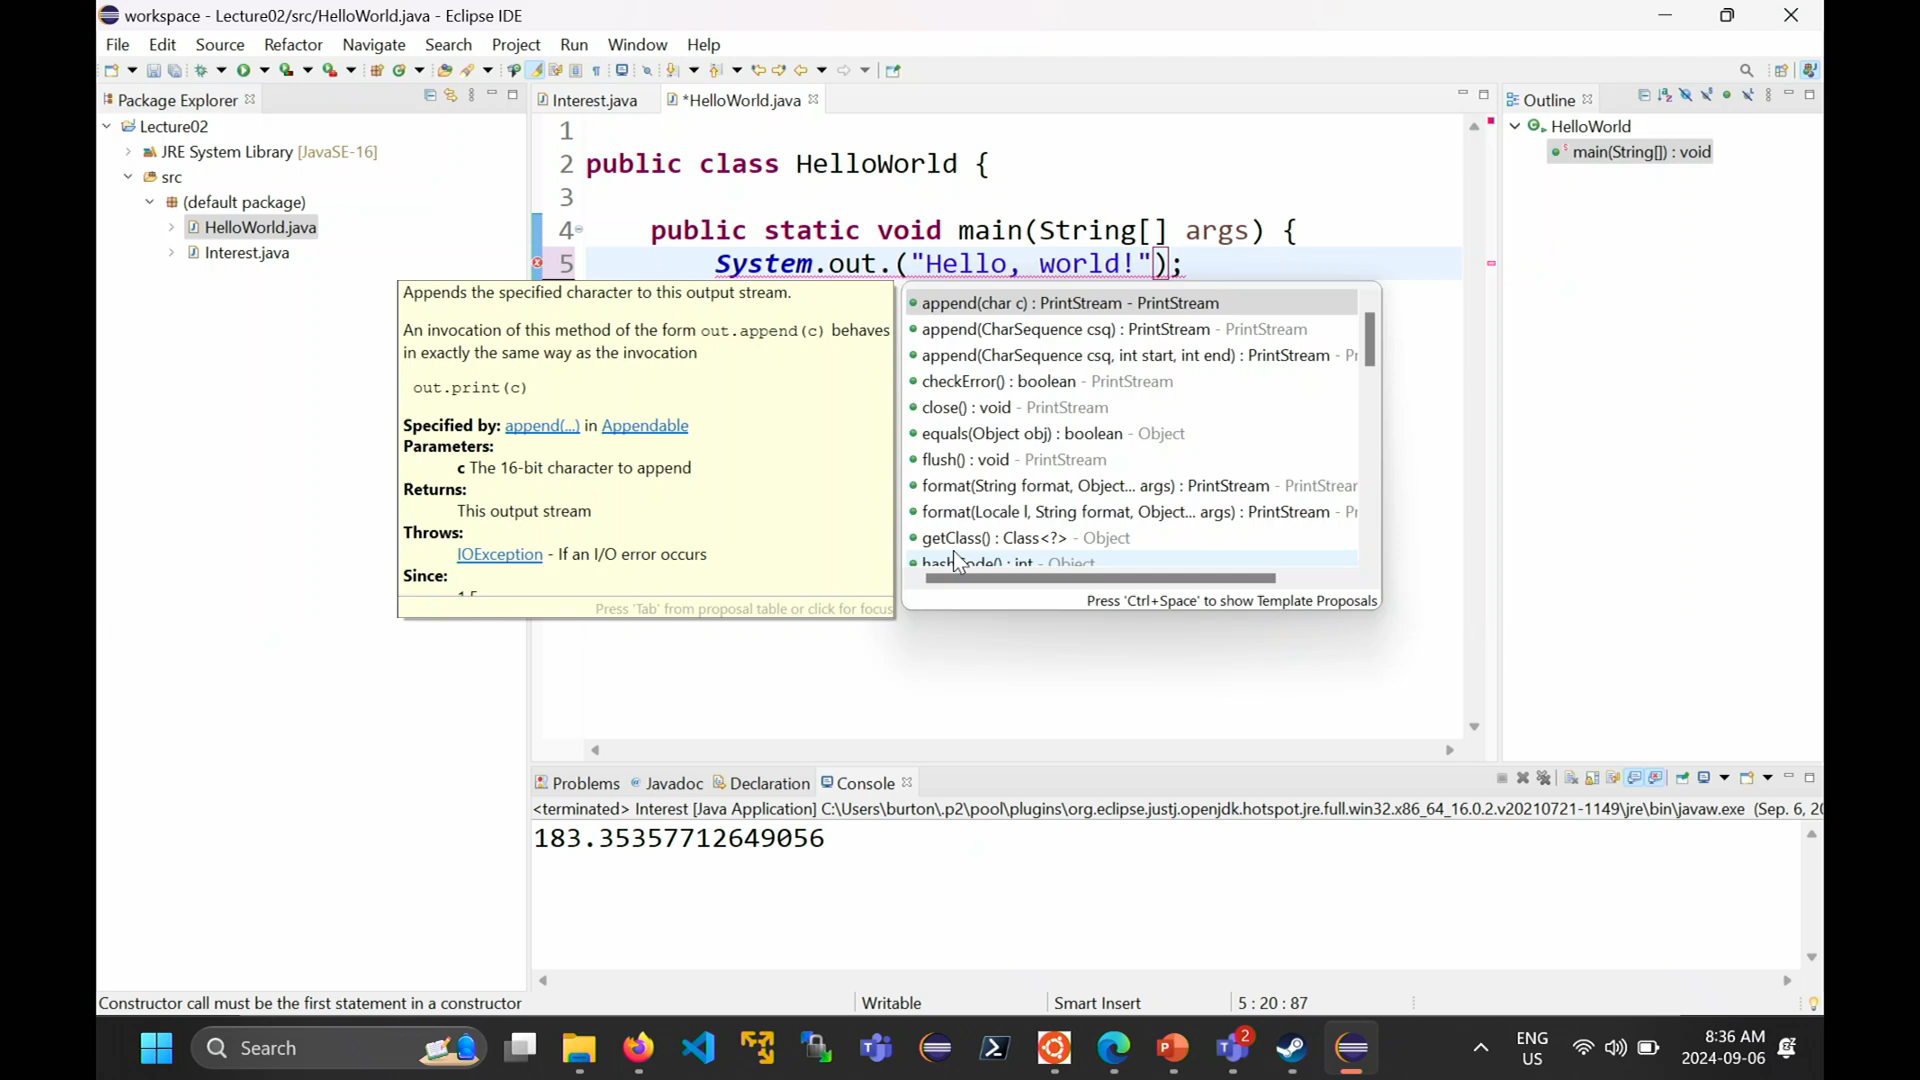 workspace - Lecture02/src/HelloWorld.java - Eclipse IDE
File Edit Source Refactor Navigate Search Project Run Window Help
Package Explorer
Lecture02
JRE System Library [JavaSE-16]
src
(default package)
HelloWorld.java
Interest.java
Interest.java
*HelloWorld.java
1
2 public class HelloWorld {
3
4 public static void main(String[] args) {
5 System.out.("Hello, world!");
Appends the specified character to this output stream.
An invocation of this method of the form out.append(c) behaves
in exactly the same way as the invocation
out.print(c)
Specified by: append(...) in Appendable
Parameters:
c The 16-bit character to append
Returns:
This output stream
Throws:
IOException - If an I/O error occurs
Since:
Press 'Tab' from proposal table or click for focus
append(char c) : PrintStream - PrintStream
append(CharSequence csq) : PrintStream - PrintStream
append(CharSequence csq, int start, int end) : PrintStream - Pr
checkError() : boolean - PrintStream
close() : void - PrintStream
equals(Object obj) : boolean - Object
flush() : void - PrintStream
format(String format, Object... args) : PrintStream - PrintStrear
format(Locale l, String format, Object... args) : PrintStream - Pr
getClass() : Class<?> - Object
hashCode() : int - Object
Press 'Ctrl+Space' to show Template Proposals
Outline
HelloWorld
main(String[]) : void
Problems Javadoc Declaration Console
<terminated> Interest [Java Application] C:\Users\burton\.p2\pool\plugins\org.eclipse.justj.openjdk.hotspot.jre.full.win32.x86_64_16.0.2.v20210721-1149\jre\bin\javaw.exe (Sep. 6, 20
183.35357712649056
Constructor call must be the first statement in a constructor
Writable
Smart Insert
5 : 20 : 87
Search
2
ENG
US
8:36 AM
2024-09-06